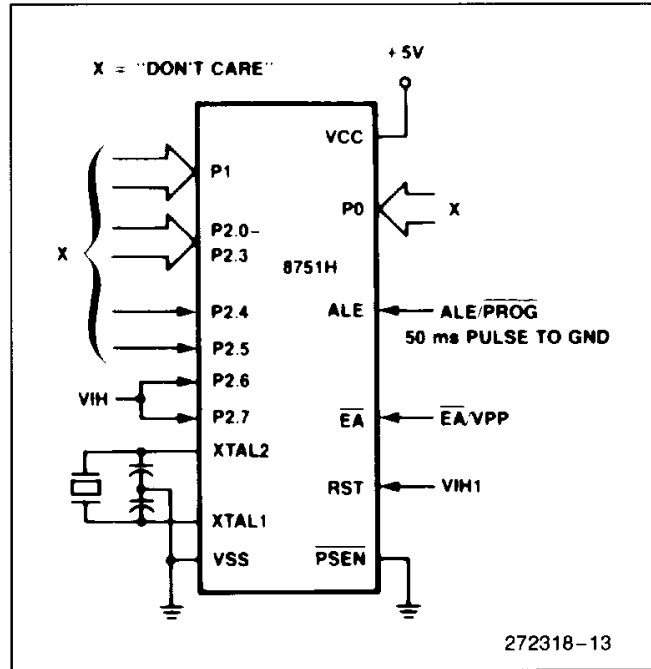 X = "DON'T CARE"
+5V
VCC
P1
P0
X
P2.0–
P2.3
X
8751H
P2.4
ALE
ALE/PROG
50 ms PULSE TO GND
P2.5
P2.6
VIH
P2.7
EA
EA/VPP
XTAL2
RST
VIH1
XTAL1
VSS
PSEN
272318–13